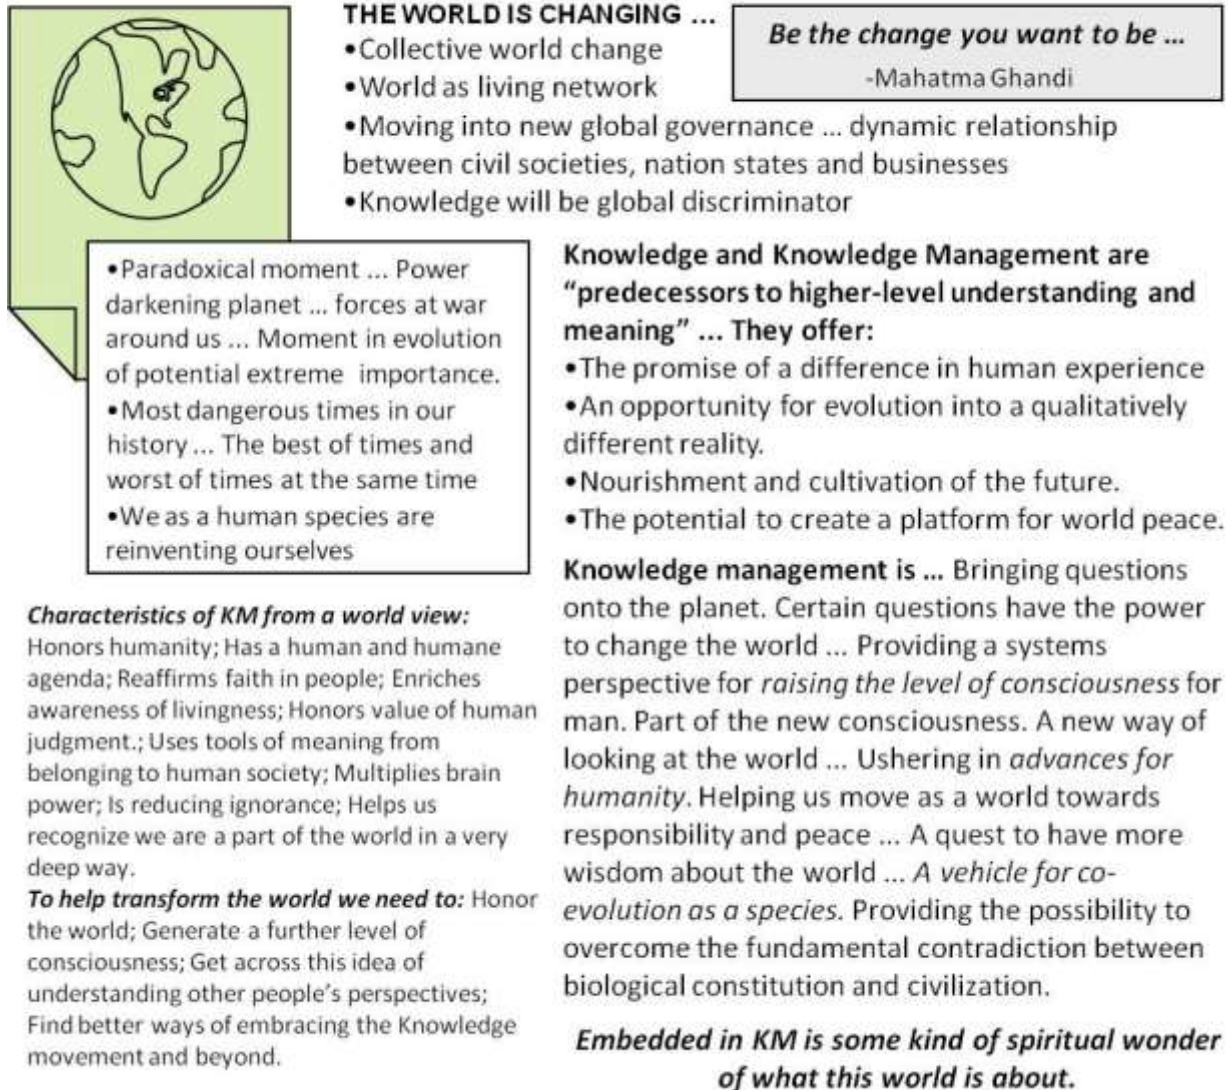 THE WORLD IS CHANGING ...
•Collective world change
•World as living network
•Moving into new global governance ... dynamic relationship
between civil societies, nation states and businesses
•Knowledge will be global discriminator
Be the change you want to be ...
-Mahatma Ghandi
•Paradoxical moment ... Power
darkening planet ... forces at war
around us ... Moment in evolution
of potential extreme importance.
•Most dangerous times in our
history ... The best of times and
worst of times at the same time
•We as a human species are
reinventing ourselves
Knowledge and Knowledge Management are
“predecessors to higher-level understanding and
meaning” ... They offer:
•The promise of a difference in human experience
•An opportunity for evolution into a qualitatively
different reality.
•Nourishment and cultivation of the future.
•The potential to create a platform for world peace.
Knowledge management is ... Bringing questions
onto the planet. Certain questions have the power
to change the world ... Providing a systems
perspective for raising the level of consciousness for
man. Part of the new consciousness. A new way of
looking at the world ... Ushering in advances for
humanity. Helping us move as a world towards
responsibility and peace ... A quest to have more
wisdom about the world ... A vehicle for co-
evolution as a species. Providing the possibility to
overcome the fundamental contradiction between
biological constitution and civilization.
Embedded in KM is some kind of spiritual wonder
of what this world is about.
Characteristics of KM from a world view:
Honors humanity; Has a human and humane
agenda; Reaffirms faith in people; Enriches
awareness of livingness; Honors value of human
judgment.; Uses tools of meaning from
belonging to human society; Multiplies brain
power; Is reducing ignorance; Helps us
recognize we are a part of the world in a very
deep way.
To help transform the world we need to: Honor
the world; Generate a further level of
consciousness; Get across this idea of
understanding other people’s perspectives;
Find better ways of embracing the Knowledge
movement and beyond.